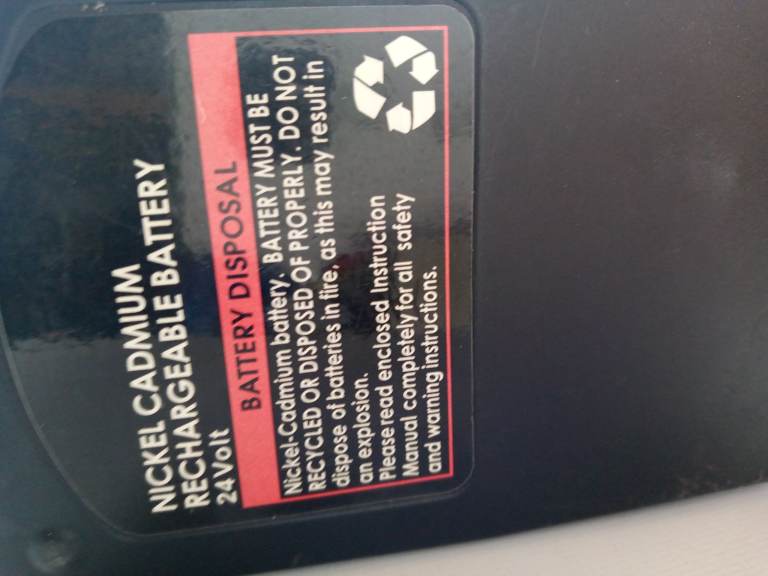 NICKEL CADMIUM
RECHARGEABLE BATTERY
24 Volt
BATTERY DISPOSAL
Nickel-Cadmium battery. BATTERY MUST BE
RECYCLED OR DISPOSED OF PROPERLY. DO NOT
dispose of batteries in fire, as this may result in
an explosion.
Please read enclosed Instruction
Manual completely for all safety
and warning instructions.